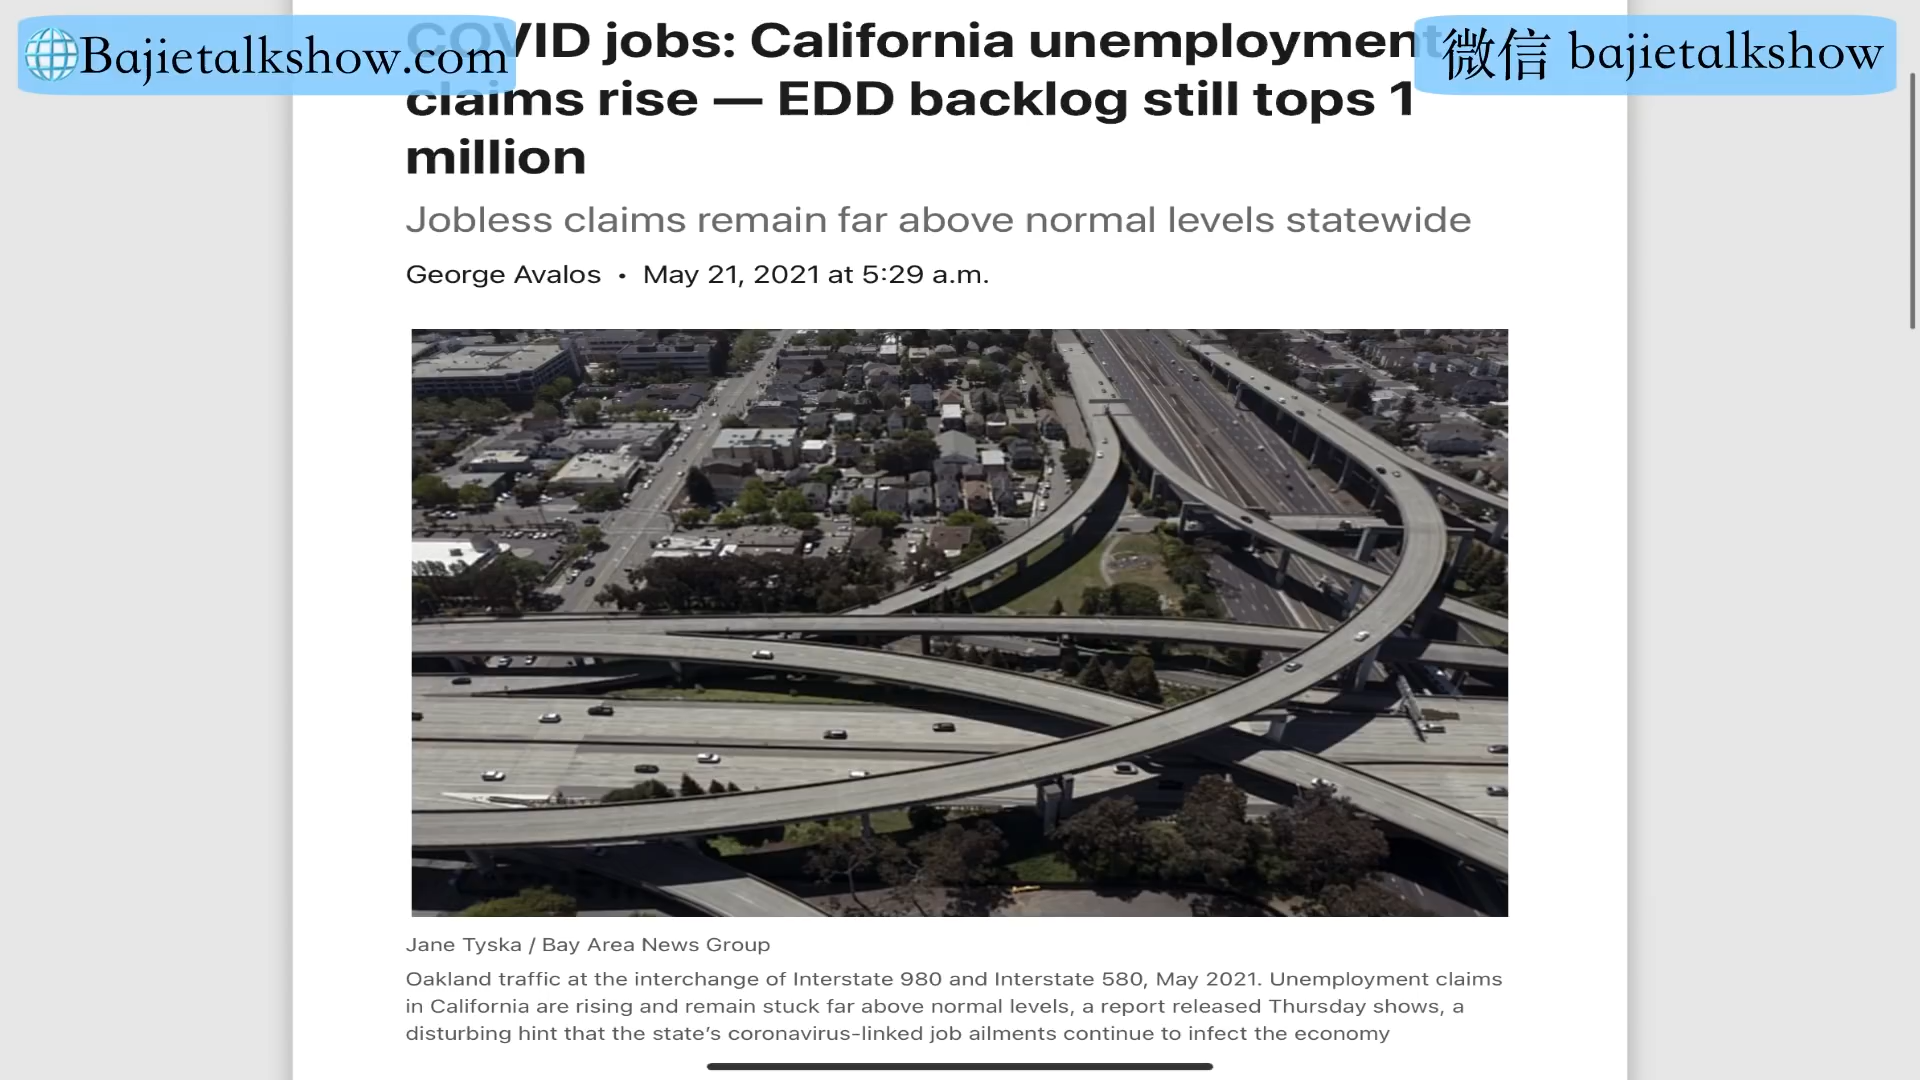 Bajietalkshow.com
微信 bajietalkshow
COVID jobs: California unemployment
claims rise — EDD backlog still tops 1
million
Jobless claims remain far above normal levels statewide
George Avalos • May 21, 2021 at 5:29 a.m.
Jane Tyska / Bay Area News Group
Oakland traffic at the interchange of Interstate 980 and Interstate 580, May 2021. Unemployment claims
in California are rising and remain stuck far above normal levels, a report released Thursday shows, a
disturbing hint that the state’s coronavirus-linked job ailments continue to infect the economy